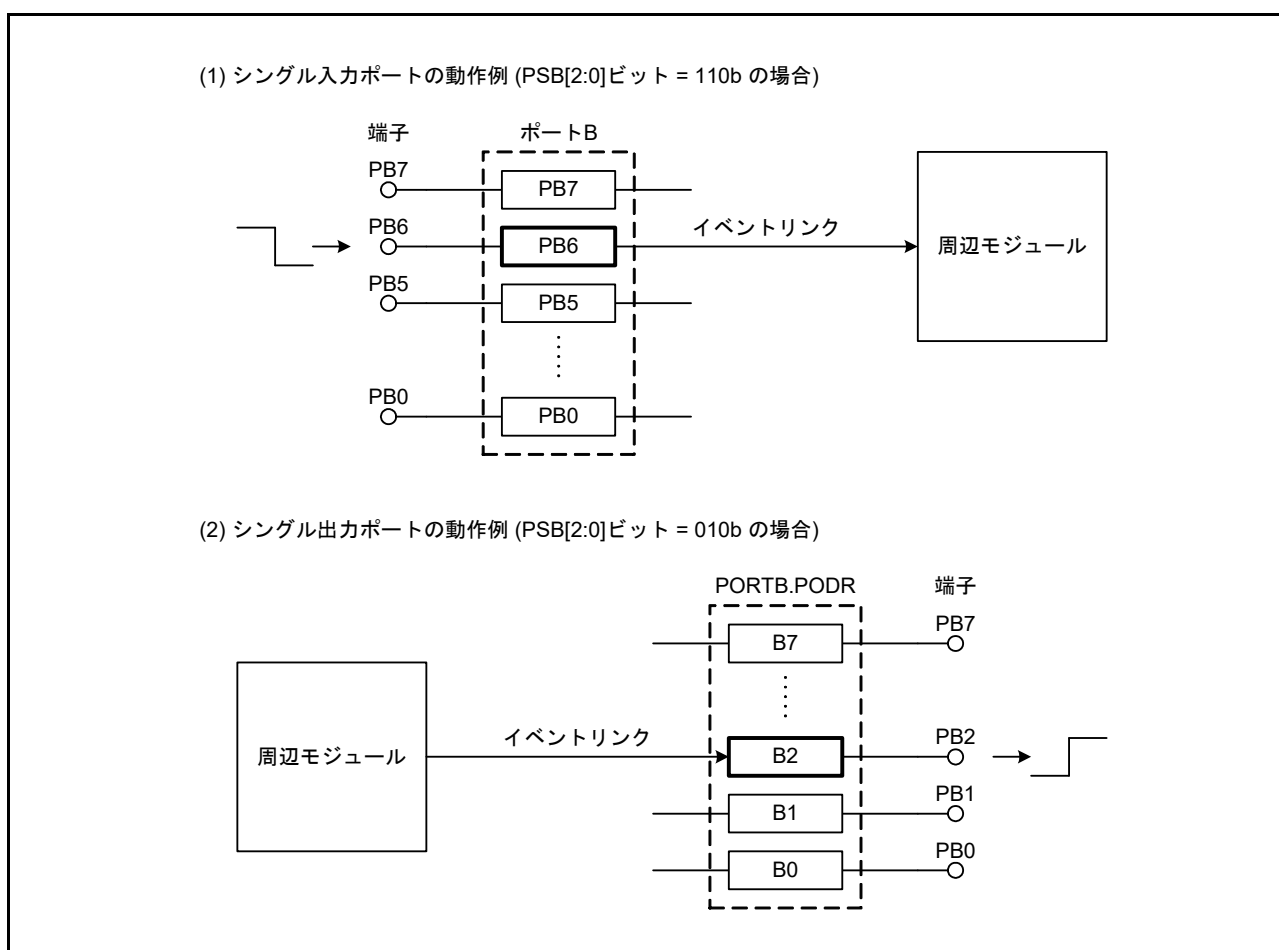 (1) シングル入力ポートの動作例 (PSB[2:0]ビット = 110b の場合)
端子
ポートB
PB7
PB7
PB6
PB6
イベントリンク
周辺モジュール
PB5
PB5
PB0
PB0
(2) シングル出力ポートの動作例 (PSB[2:0]ビット = 010b の場合)
PORTB.PODR
端子
B7
PB7
周辺モジュール
イベントリンク
B2
PB2
B1
PB1
B0
PB0